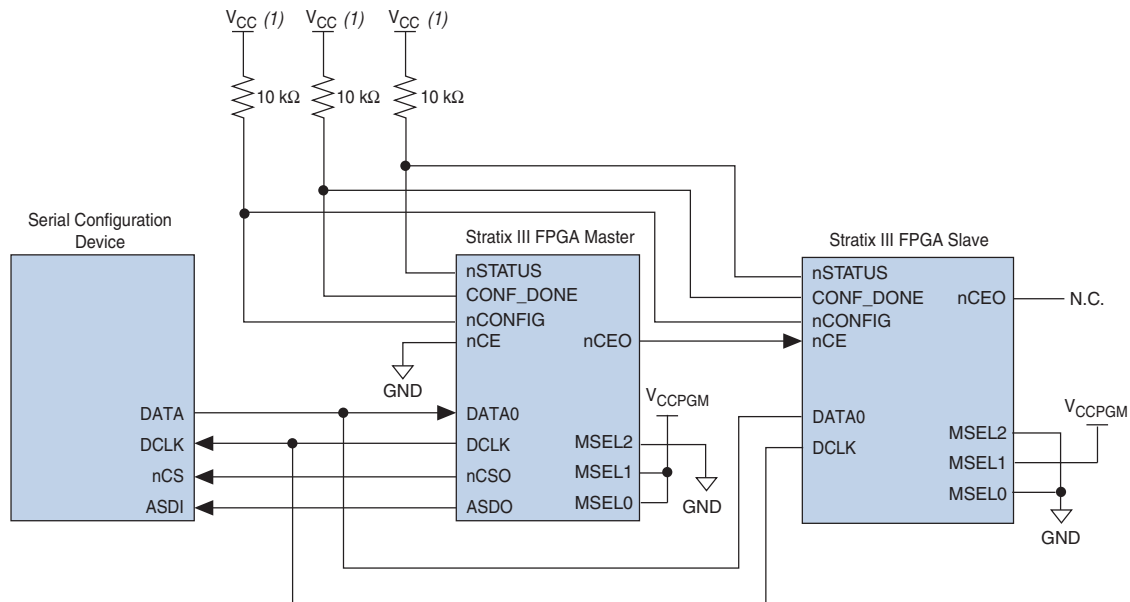 VCC (1) VCC (1) VCC (1)
10 kΩ 10 kΩ 10 kΩ
Serial Configuration
Device
DATA
DCLK
nCS
ASDI
Stratix III FPGA Master
nSTATUS
CONF_DONE
nCONFIG
nCE
nCEO
GND
DATA0
DCLK
nCSO
ASDO
VCCPGM
MSEL2
MSEL1
MSEL0
GND
Stratix III FPGA Slave
nSTATUS
CONF_DONE
nCONFIG
nCE
nCEO
N.C.
DATA0
DCLK
VCCPGM
MSEL2
MSEL1
MSEL0
GND